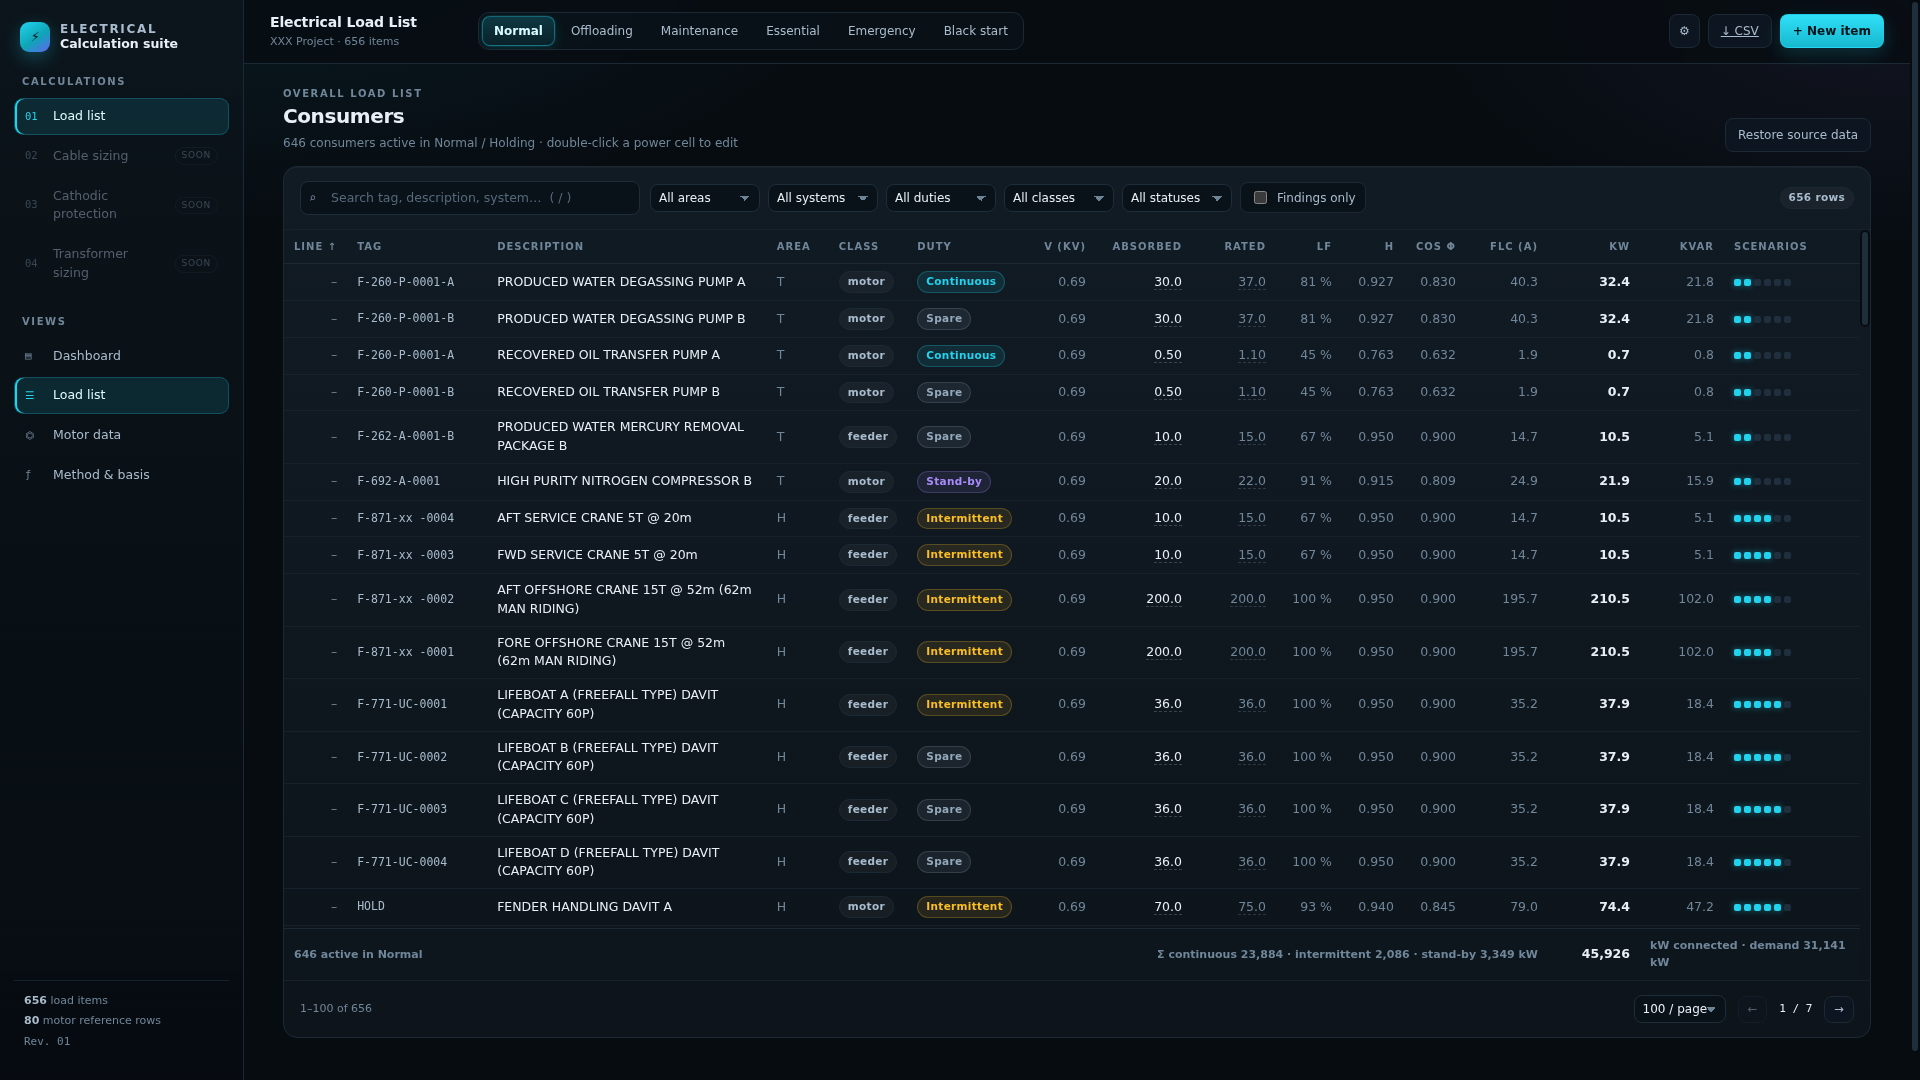 ELECTRICAL
Calculation suite
CALCULATIONS
01 Load list
02 Cable sizing SOON
03 Cathodic protection SOON
04 Transformer sizing SOON
VIEWS
Dashboard
Load list
Motor data
Method & basis
656 load items
80 motor reference rows
Rev. 01
Electrical Load List
XXX Project · 656 items
Normal Offloading Maintenance Essential Emergency Black start
↓ CSV
+ New item
OVERALL LOAD LIST
Consumers
646 consumers active in Normal / Holding · double-click a power cell to edit
Restore source data
Search tag, description, system… ( / )
All areas All systems All duties All classes All statuses Findings only
656 rows
LINE ↑ TAG DESCRIPTION AREA CLASS DUTY V (KV) ABSORBED RATED LF Η COS Φ FLC (A) KW KVAR SCENARIOS
– F-260-P-0001-A PRODUCED WATER DEGASSING PUMP A T motor Continuous 0.69 30.0 37.0 81 % 0.927 0.830 40.3 32.4 21.8
– F-260-P-0001-B PRODUCED WATER DEGASSING PUMP B T motor Spare 0.69 30.0 37.0 81 % 0.927 0.830 40.3 32.4 21.8
– F-260-P-0001-A RECOVERED OIL TRANSFER PUMP A T motor Continuous 0.69 0.50 1.10 45 % 0.763 0.632 1.9 0.7 0.8
– F-260-P-0001-B RECOVERED OIL TRANSFER PUMP B T motor Spare 0.69 0.50 1.10 45 % 0.763 0.632 1.9 0.7 0.8
– F-262-A-0001-B PRODUCED WATER MERCURY REMOVAL PACKAGE B T feeder Spare 0.69 10.0 15.0 67 % 0.950 0.900 14.7 10.5 5.1
– F-692-A-0001 HIGH PURITY NITROGEN COMPRESSOR B T motor Stand-by 0.69 20.0 22.0 91 % 0.915 0.809 24.9 21.9 15.9
– F-871-xx -0004 AFT SERVICE CRANE 5T @ 20m H feeder Intermittent 0.69 10.0 15.0 67 % 0.950 0.900 14.7 10.5 5.1
– F-871-xx -0003 FWD SERVICE CRANE 5T @ 20m H feeder Intermittent 0.69 10.0 15.0 67 % 0.950 0.900 14.7 10.5 5.1
– F-871-xx -0002 AFT OFFSHORE CRANE 15T @ 52m (62m MAN RIDING) H feeder Intermittent 0.69 200.0 200.0 100 % 0.950 0.900 195.7 210.5 102.0
– F-871-xx -0001 FORE OFFSHORE CRANE 15T @ 52m (62m MAN RIDING) H feeder Intermittent 0.69 200.0 200.0 100 % 0.950 0.900 195.7 210.5 102.0
– F-771-UC-0001 LIFEBOAT A (FREEFALL TYPE) DAVIT (CAPACITY 60P) H feeder Intermittent 0.69 36.0 36.0 100 % 0.950 0.900 35.2 37.9 18.4
– F-771-UC-0002 LIFEBOAT B (FREEFALL TYPE) DAVIT (CAPACITY 60P) H feeder Spare 0.69 36.0 36.0 100 % 0.950 0.900 35.2 37.9 18.4
– F-771-UC-0003 LIFEBOAT C (FREEFALL TYPE) DAVIT (CAPACITY 60P) H feeder Spare 0.69 36.0 36.0 100 % 0.950 0.900 35.2 37.9 18.4
– F-771-UC-0004 LIFEBOAT D (FREEFALL TYPE) DAVIT (CAPACITY 60P) H feeder Spare 0.69 36.0 36.0 100 % 0.950 0.900 35.2 37.9 18.4
– HOLD FENDER HANDLING DAVIT A H motor Intermittent 0.69 70.0 75.0 93 % 0.940 0.845 79.0 74.4 47.2
646 active in Normal Σ continuous 23,884 · intermittent 2,086 · stand-by 3,349 kW 45,926 kW connected · demand 31,141 kW
1–100 of 656
100 / page ← 1 / 7 →